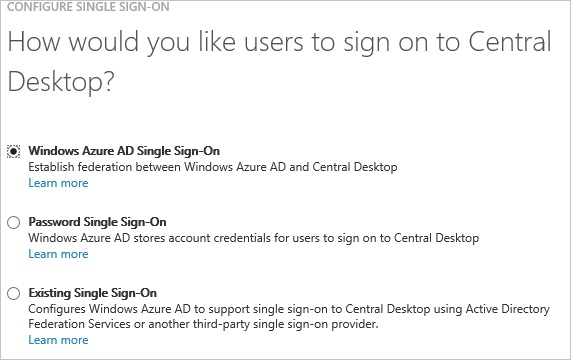 CONFIGURE SINGLE SIGN-ON
How would you like users to sign on to Central
Desktop?
Windows Azure AD Single Sign-On
Establish federation between Windows Azure AD and Central Desktop
Learn more
Password Single Sign-On
Windows Azure AD stores account credentials for users to sign on to Central Desktop
Learn more
Existing Single Sign-On
Configures Windows Azure AD to support single sign-on to Central Desktop using Active Directory
Federation Services or another third-party single sign-on provider.
Learn more